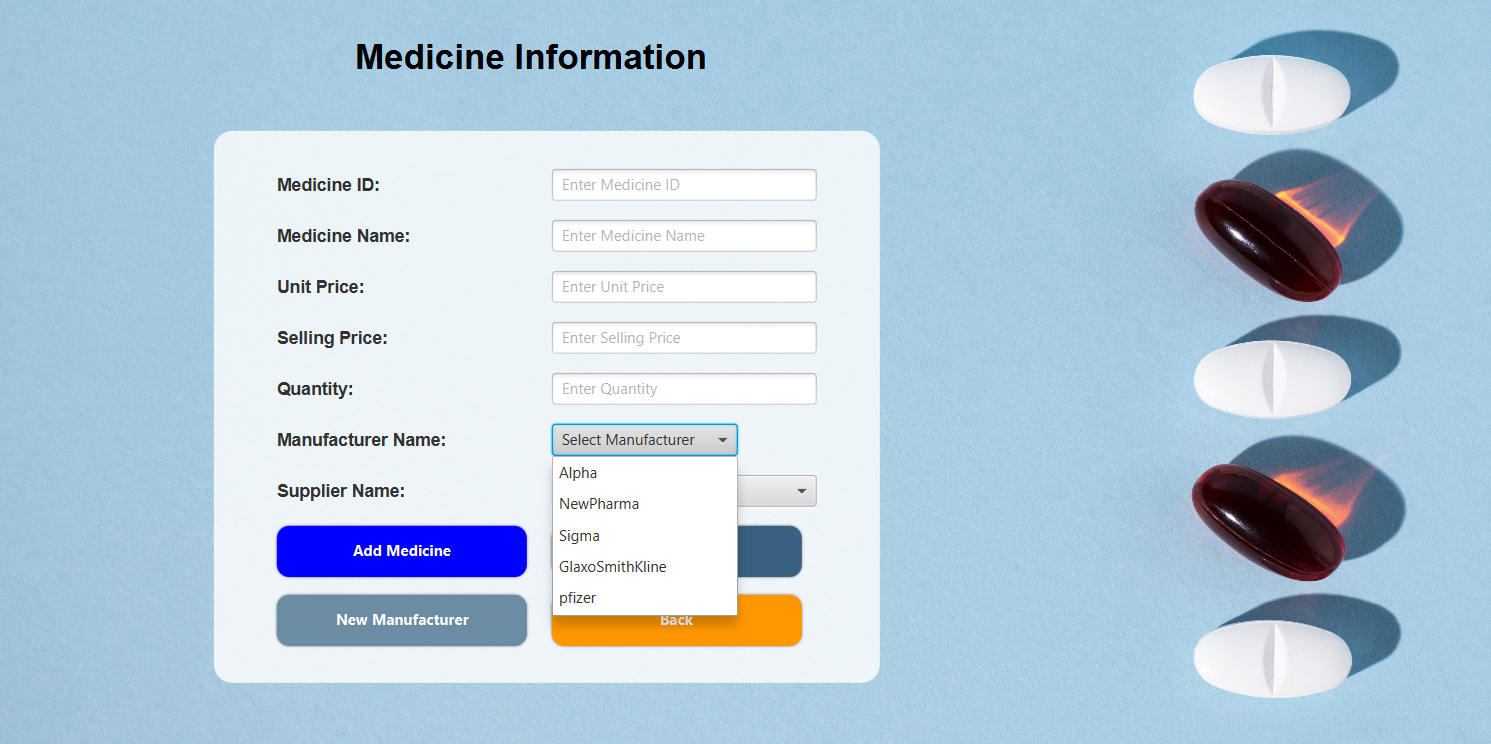 Medicine Information
Medicine ID:
Enter Medicine ID
Medicine Name:
Enter Medicine Name
Unit Price:
Enter Unit Price
Selling Price:
Enter Selling Price
Quantity:
Enter Quantity
Manufacturer Name:
Select Manufacturer
Alpha
NewPharma
Sigma
GlaxoSmithKline
pfizer
Supplier Name:
Add Medicine
New Manufacturer
Back